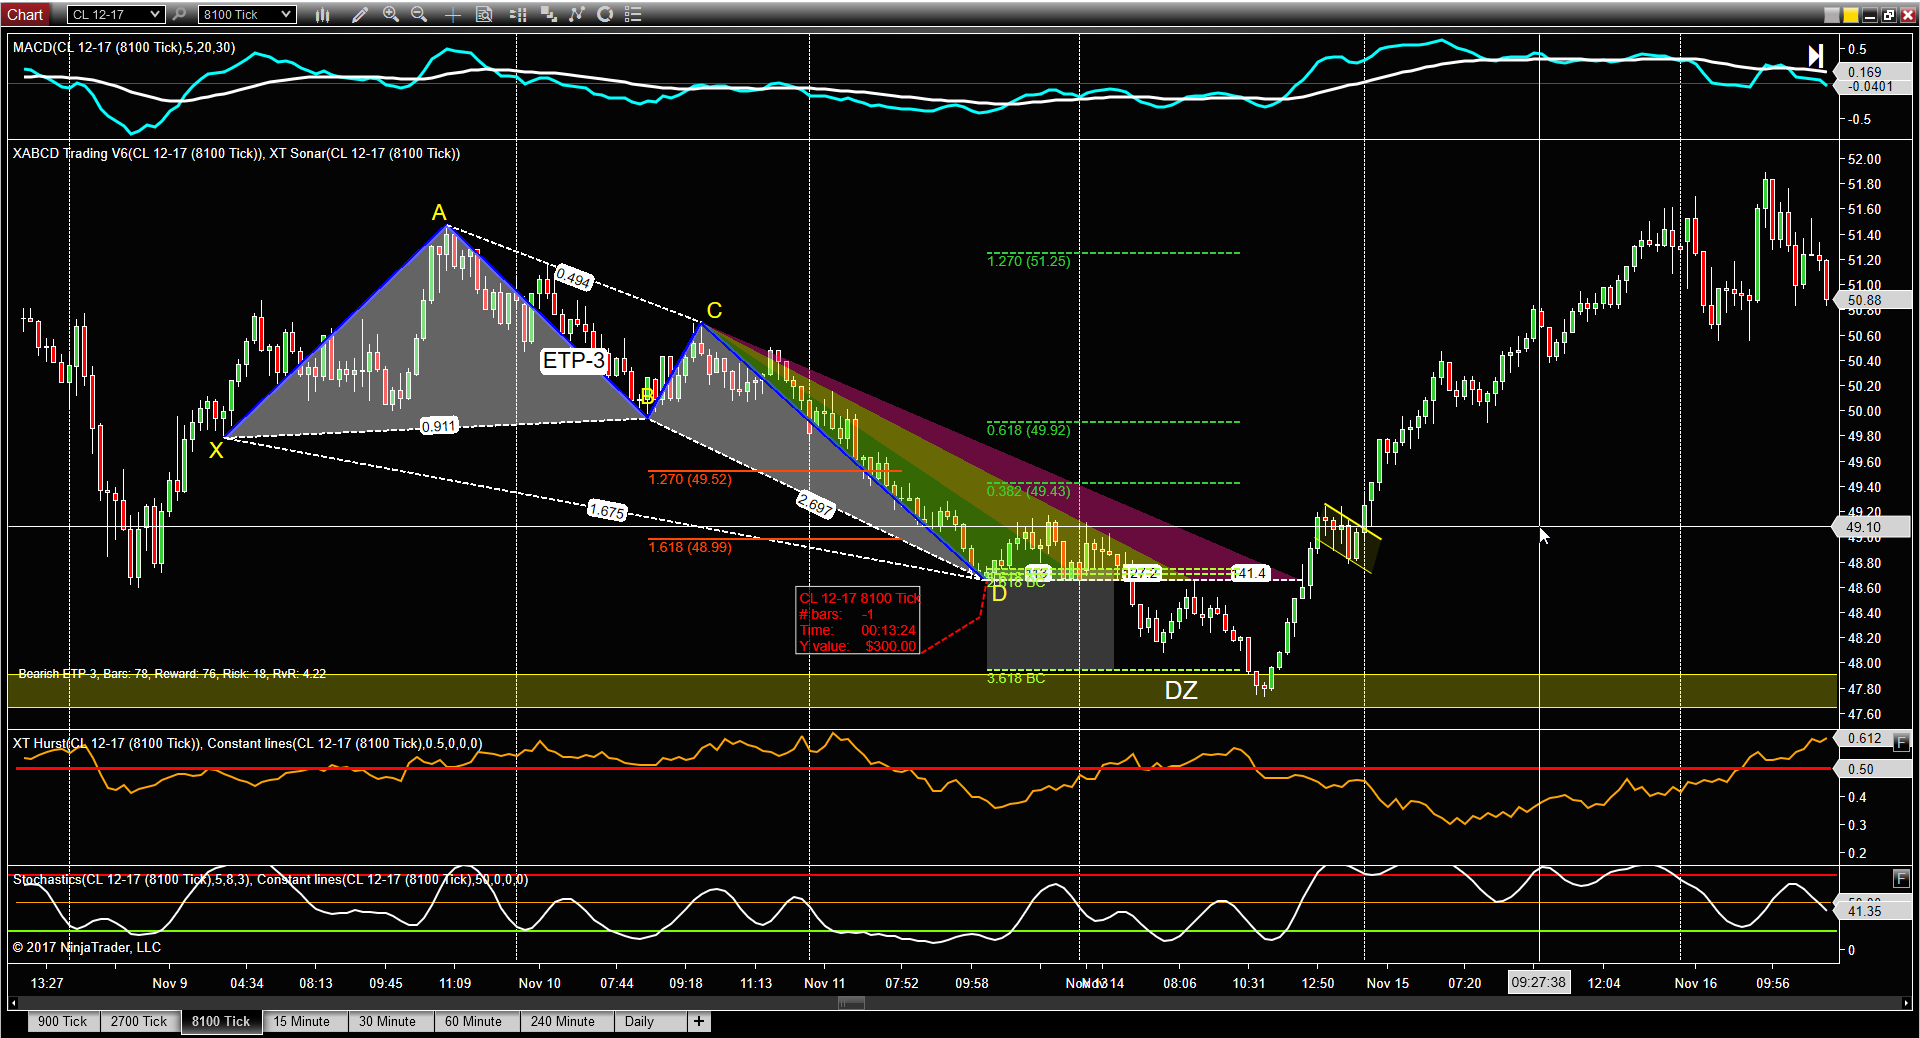 Chart CL 12-17 8100 Tick
MACD(CL 12-17 (8100 Tick),5,20,30)
0.5
0.169
-0.0401
-0.5
XABCD Trading V6(CL 12-17 (8100 Tick)), XT Sonar(CL 12-17 (8100 Tick))
52.00
51.80
51.60
51.40
51.20
51.00
50.88
50.80
50.60
50.40
50.20
50.00
49.80
49.60
49.40
49.20
49.10
49.00
48.80
48.60
48.40
48.20
48.00
47.80
47.60
A
0.494
1.270 (51.25)
C
ETP-3
B
0.911
X
0.618 (49.92)
1.270 (49.52)
0.382 (49.43)
2.697
1.675
1.618 (48.99)
127.2
141.4
2.618 BC
D
CL 12-17 8100 Tick
# bars: -1
Time: 00:13:24
Y value: $300.00
Bearish ETP-3, Bars: 78, Reward: 76, Risk: 18, RvR: 4.22
3.618 BC
DZ
XT Hurst(CL 12-17 (8100 Tick)), Constant lines(CL 12-17 (8100 Tick),0.5,0,0,0)
0.612
F
0.50
0.4
0.3
0.2
Stochastics(CL 12-17 (8100 Tick),5,8,3), Constant lines(CL 12-17 (8100 Tick),50,0,0,0)
F
41.35
0
© 2017 NinjaTrader, LLC
13:27 Nov 9 04:34 08:13 09:45 11:09 Nov 10 07:44 09:18 11:13 Nov 11 07:52 09:58 14 08:06 10:31 12:50 Nov 15 07:20 09:27:38 12:04 Nov 16 09:56
900 Tick 2700 Tick 8100 Tick 15 Minute 30 Minute 60 Minute 240 Minute Daily +